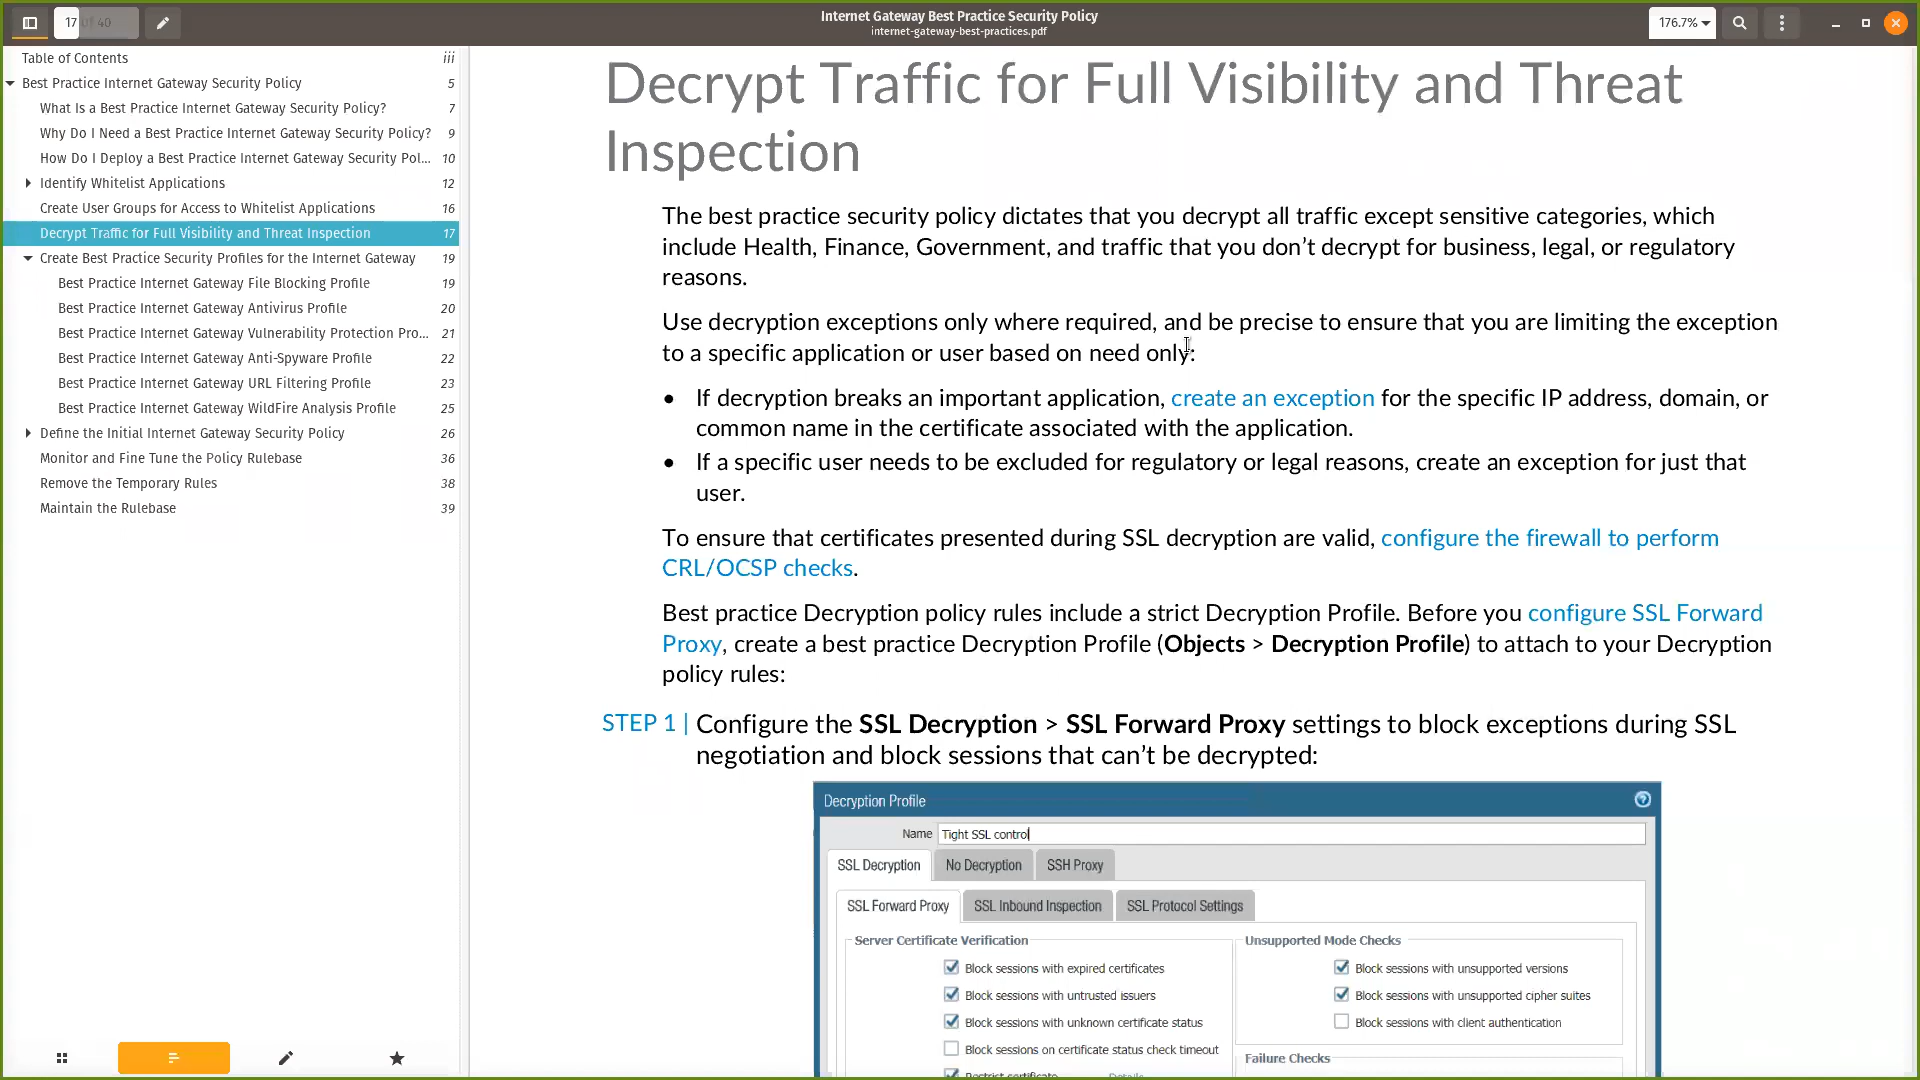 17 of 40
Internet Gateway Best Practice Security Policy
internet-gateway-best-practices.pdf
176.7%
Table of Contents iii
Best Practice Internet Gateway Security Policy 5
What Is a Best Practice Internet Gateway Security Policy? 7
Why Do I Need a Best Practice Internet Gateway Security Policy? 9
How Do I Deploy a Best Practice Internet Gateway Security Pol... 10
Identify Whitelist Applications 12
Create User Groups for Access to Whitelist Applications 16
Decrypt Traffic for Full Visibility and Threat Inspection 17
Create Best Practice Security Profiles for the Internet Gateway 19
Best Practice Internet Gateway File Blocking Profile 19
Best Practice Internet Gateway Antivirus Profile 20
Best Practice Internet Gateway Vulnerability Protection Pro... 21
Best Practice Internet Gateway Anti-Spyware Profile 22
Best Practice Internet Gateway URL Filtering Profile 23
Best Practice Internet Gateway WildFire Analysis Profile 25
Define the Initial Internet Gateway Security Policy 26
Monitor and Fine Tune the Policy Rulebase 36
Remove the Temporary Rules 38
Maintain the Rulebase 39
Decrypt Traffic for Full Visibility and Threat
Inspection
The best practice security policy dictates that you decrypt all traffic except sensitive categories, which
include Health, Finance, Government, and traffic that you don’t decrypt for business, legal, or regulatory
reasons.
Use decryption exceptions only where required, and be precise to ensure that you are limiting the exception
to a specific application or user based on need only:
• If decryption breaks an important application, create an exception for the specific IP address, domain, or
common name in the certificate associated with the application.
• If a specific user needs to be excluded for regulatory or legal reasons, create an exception for just that
user.
To ensure that certificates presented during SSL decryption are valid, configure the firewall to perform
CRL/OCSP checks.
Best practice Decryption policy rules include a strict Decryption Profile. Before you configure SSL Forward
Proxy, create a best practice Decryption Profile (Objects > Decryption Profile) to attach to your Decryption
policy rules:
STEP 1 | Configure the SSL Decryption > SSL Forward Proxy settings to block exceptions during SSL
negotiation and block sessions that can’t be decrypted:
Decryption Profile
Name Tight SSL control
SSL Decryption No Decryption SSH Proxy
SSL Forward Proxy SSL Inbound Inspection SSL Protocol Settings
Server Certificate Verification
Block sessions with expired certificates
Block sessions with untrusted issuers
Block sessions with unknown certificate status
Block sessions on certificate status check timeout
Restrict certificate Details
Unsupported Mode Checks
Block sessions with unsupported versions
Block sessions with unsupported cipher suites
Block sessions with client authentication
Failure Checks